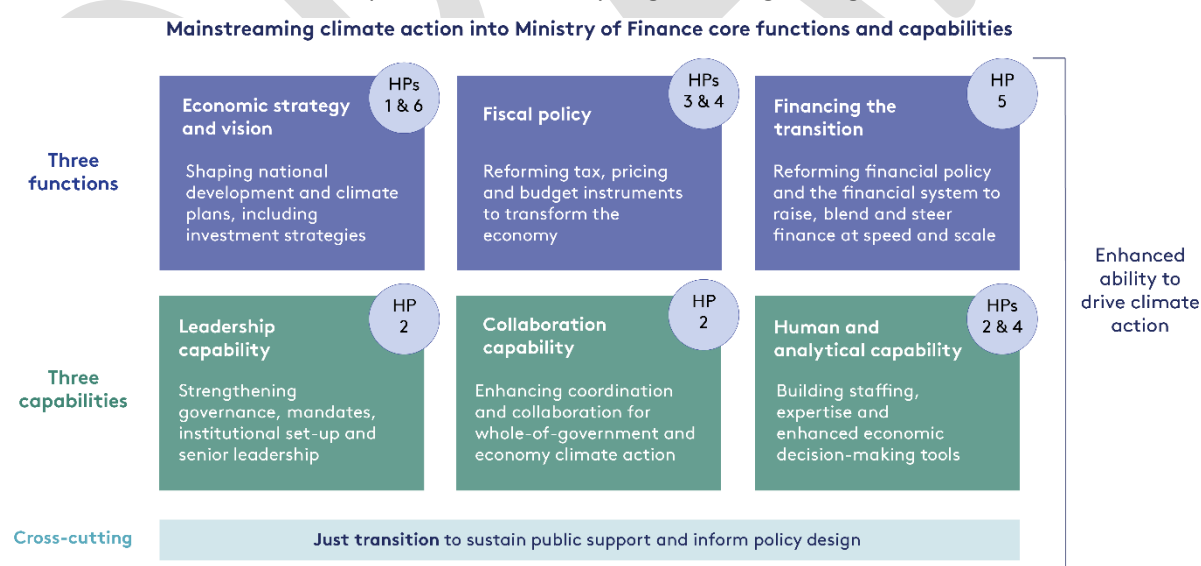 Mainstreaming climate action into Ministry of Finance core functions and capabilities
Three
functions
Economic strategy
and vision
HPs
1 & 6
Shaping national
development and climate
plans, including
investment strategies
Fiscal policy
HPs
3 & 4
Reforming tax, pricing
and budget instruments
to transform the
economy
Financing the
transition
HP
5
Reforming financial policy
and the financial system to
raise, blend and steer
finance at speed and scale
Three
capabilities
Leadership
capability
HP
2
Strengthening
governance, mandates,
institutional set-up and
senior leadership
Collaboration
capability
HP
2
Enhancing coordination
and collaboration for
whole-of-government and
economy climate action
Human and
analytical capability
HPs
2 & 4
Building staffing,
expertise and
enhanced economic
decision-making tools
Enhanced
ability to
drive climate
action
Cross-cutting
Just transition to sustain public support and inform policy design